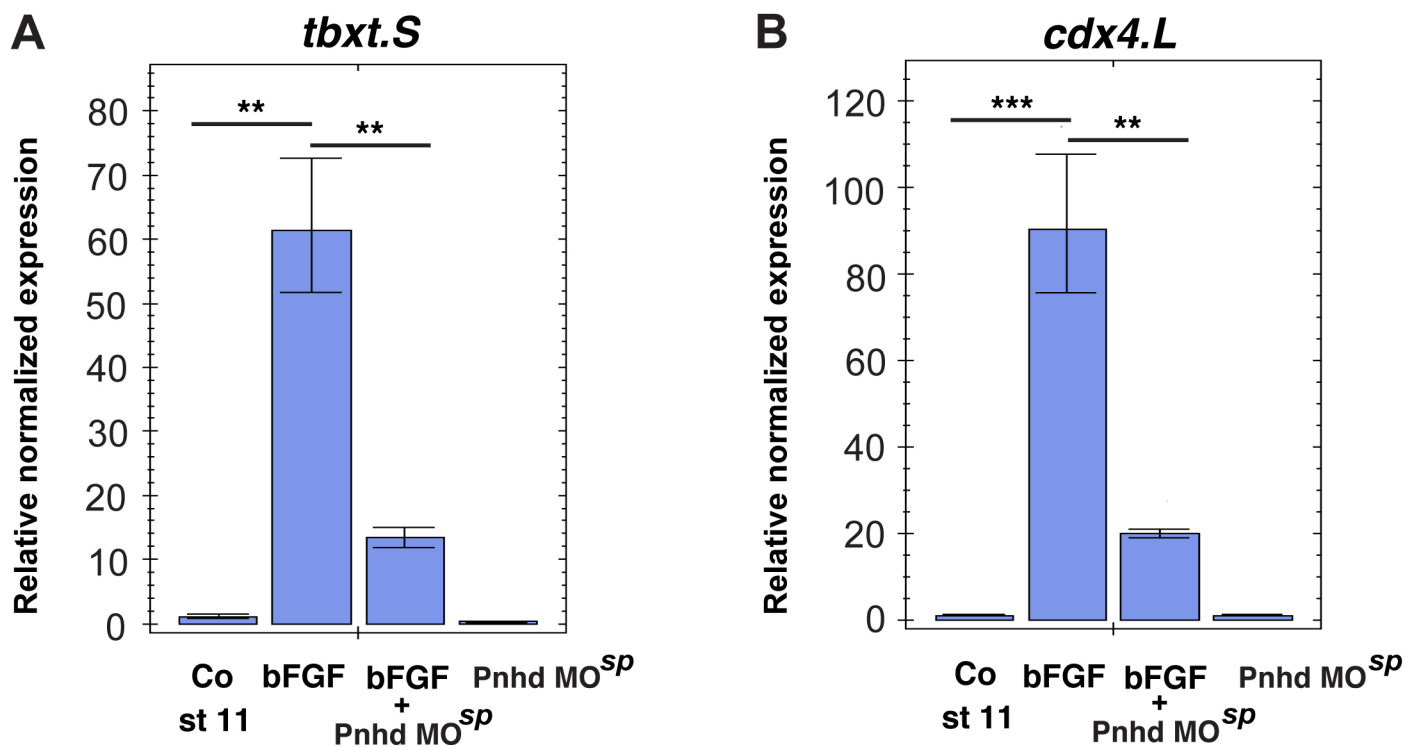 A
tbxt.S
Relative normalized expression
80
70
60
50
40
30
20
10
0
**
**
Co
st 11
bFGF
bFGF
+
Pnhd MOsp
Pnhd MOsp
B
cdx4.L
Relative normalized expression
120
100
80
60
40
20
0
***
**
Co
st 11
bFGF
bFGF
+
Pnhd MOsp
Pnhd MOsp